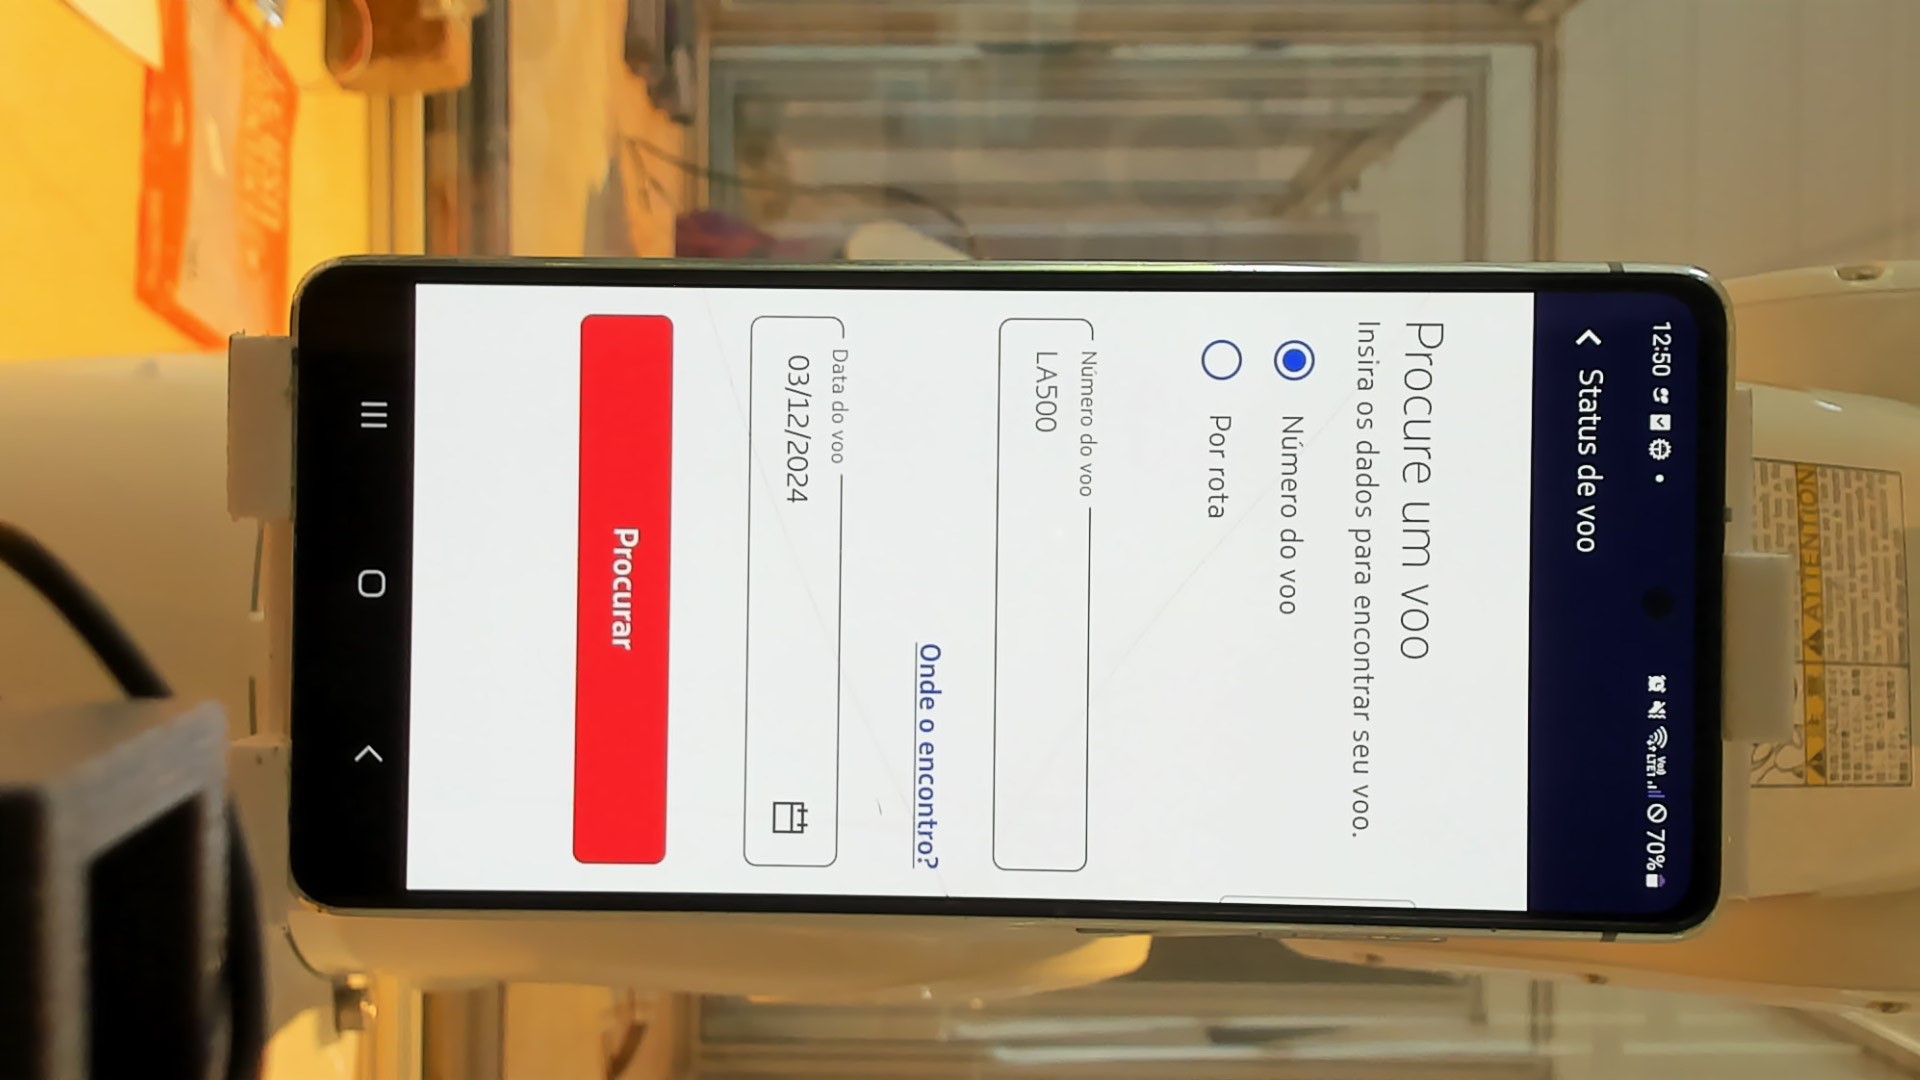 12:50
70%
Status de voo
Procure um voo
Insira os dados para encontrar seu voo.
Número do voo
Por rota
Número do voo
LA500
Onde o encontro?
Data do voo
03/12/2024
Procurar
ATTENTION